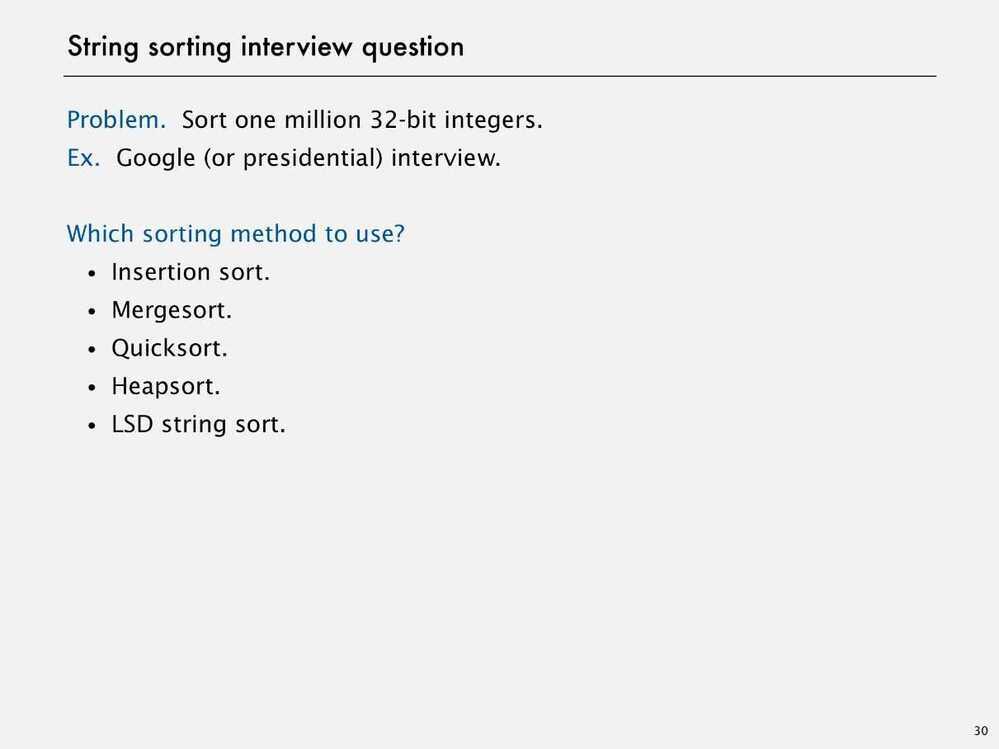 String sorting interview question
Problem. Sort one million 32-bit integers.
Ex. Google (or presidential) interview.
Which sorting method to use?
• Insertion sort.
• Mergesort.
• Quicksort.
• Heapsort.
• LSD string sort.
30